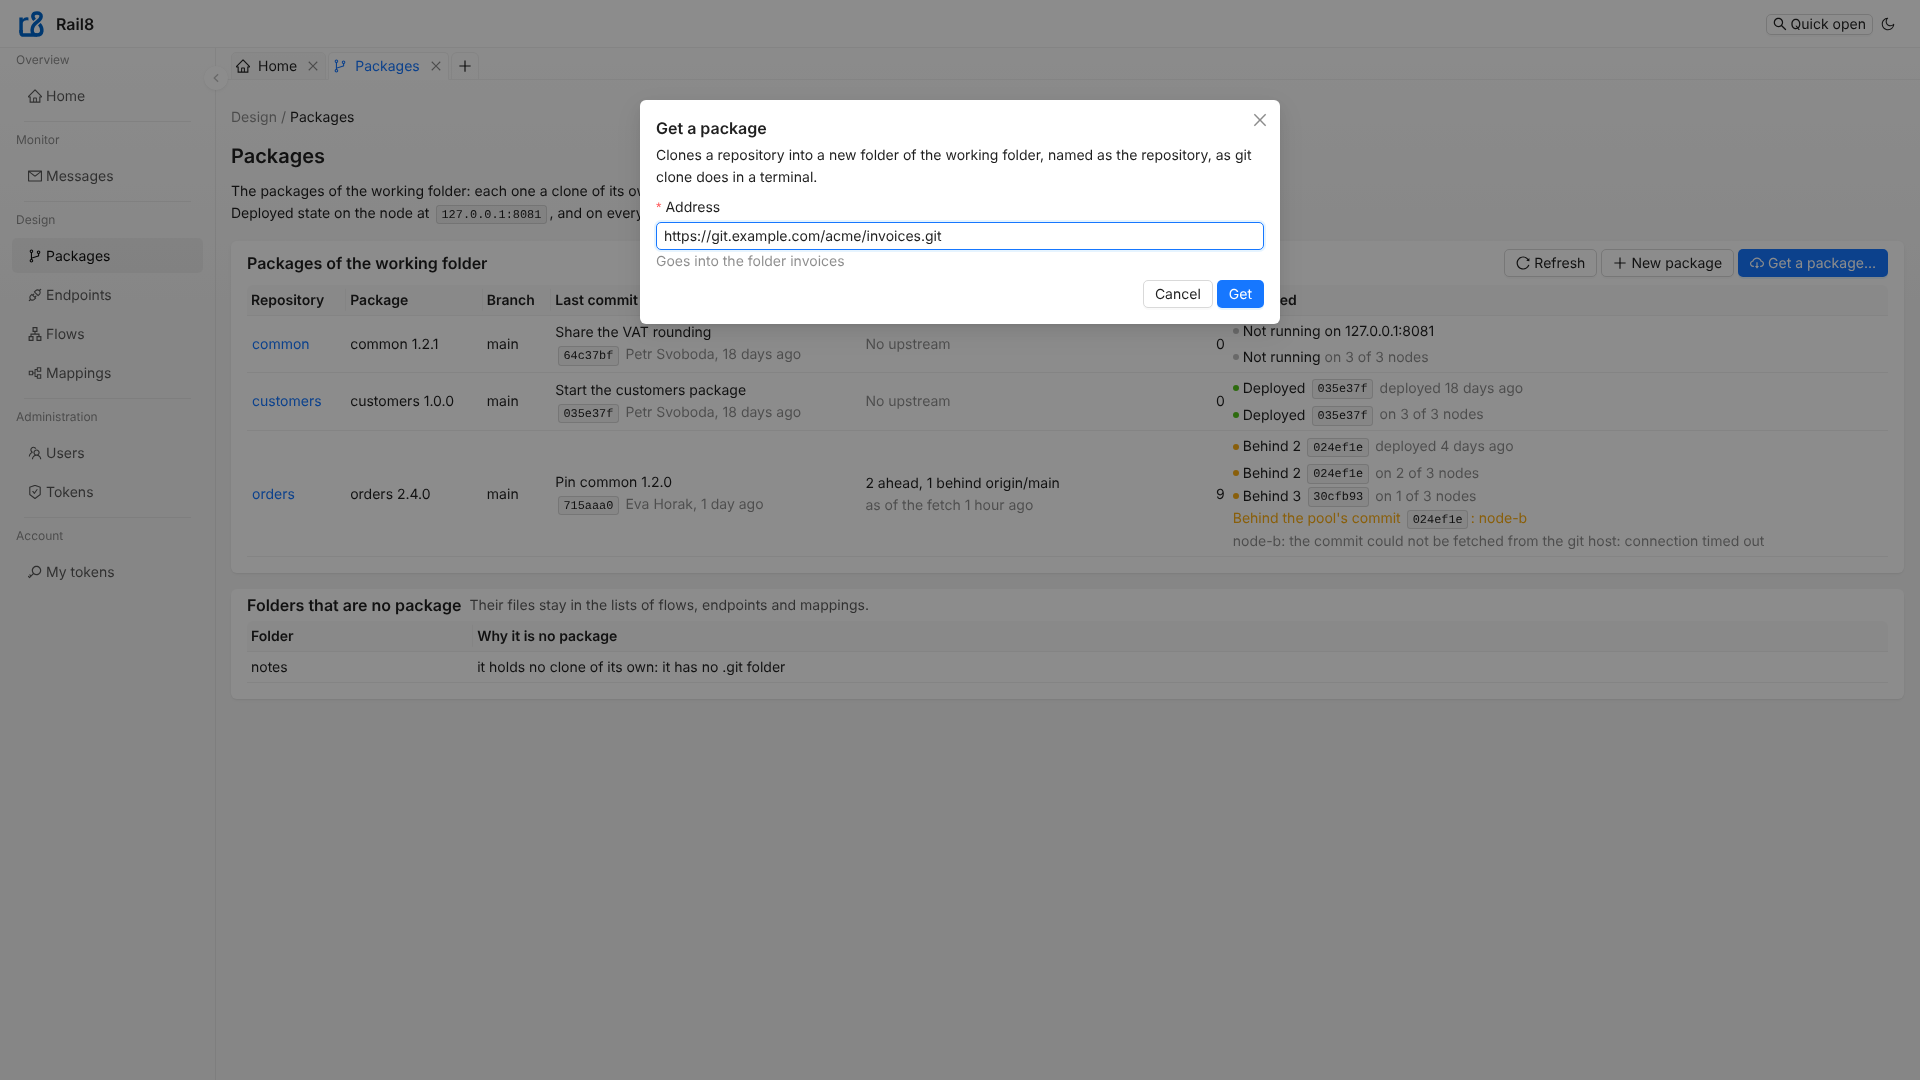 Rail8
Quick open
Overview
Home
Monitor
Messages
Design
Packages
Endpoints
Flows
Mappings
Administration
Users
Tokens
Account
My tokens
Home
Packages
Design / Packages
Packages
The packages of the working folder: each one a clone of its
Deployed state on the node at 127.0.0.1:8081 , and on every
Get a package
Clones a repository into a new folder of the working folder, named as the repository, as git
clone does in a terminal.
* Address
https://git.example.com/acme/invoices.git
Goes into the folder invoices
Cancel Get
Packages of the working folder
Refresh New package Get a package...
Repository Package Branch Last commit
common common 1.2.1 main Share the VAT rounding
64c37bf Petr Svoboda, 18 days ago
No upstream 0
Not running on 127.0.0.1:8081
Not running on 3 of 3 nodes
customers customers 1.0.0 main Start the customers package
035e37f Petr Svoboda, 18 days ago
No upstream 0
Deployed 035e37f deployed 18 days ago
Deployed 035e37f on 3 of 3 nodes
orders orders 2.4.0 main Pin common 1.2.0
715aaa0 Eva Horak, 1 day ago
2 ahead, 1 behind origin/main
as of the fetch 1 hour ago
9
Behind 2 024ef1e deployed 4 days ago
Behind 2 024ef1e on 2 of 3 nodes
Behind 3 30cfb93 on 1 of 3 nodes
Behind the pool's commit 024ef1e : node-b
node-b: the commit could not be fetched from the git host: connection timed out
Folders that are no package Their files stay in the lists of flows, endpoints and mappings.
Folder Why it is no package
notes it holds no clone of its own: it has no .git folder